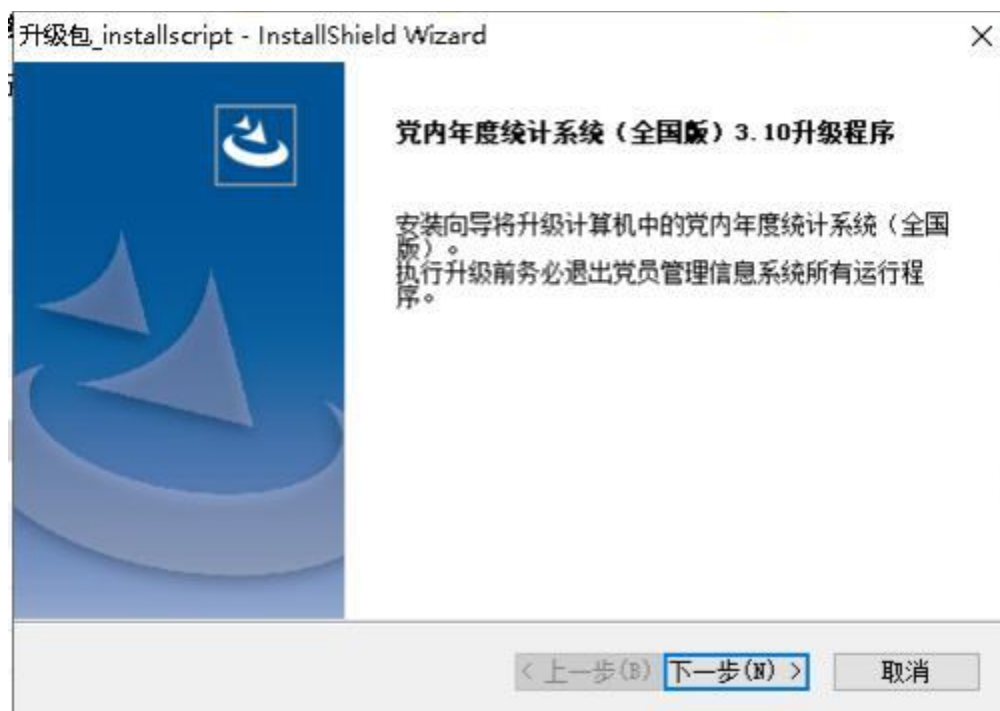 升级包_installscript - InstallShield Wizard
党内年度统计系统（全国版）3.10升级程序
安装向导将升级计算机中的党内年度统计系统（全国
版）。
执行升级前务必退出党员管理信息系统所有运行程
序。
< 上一步(B)
下一步(N) >
取消